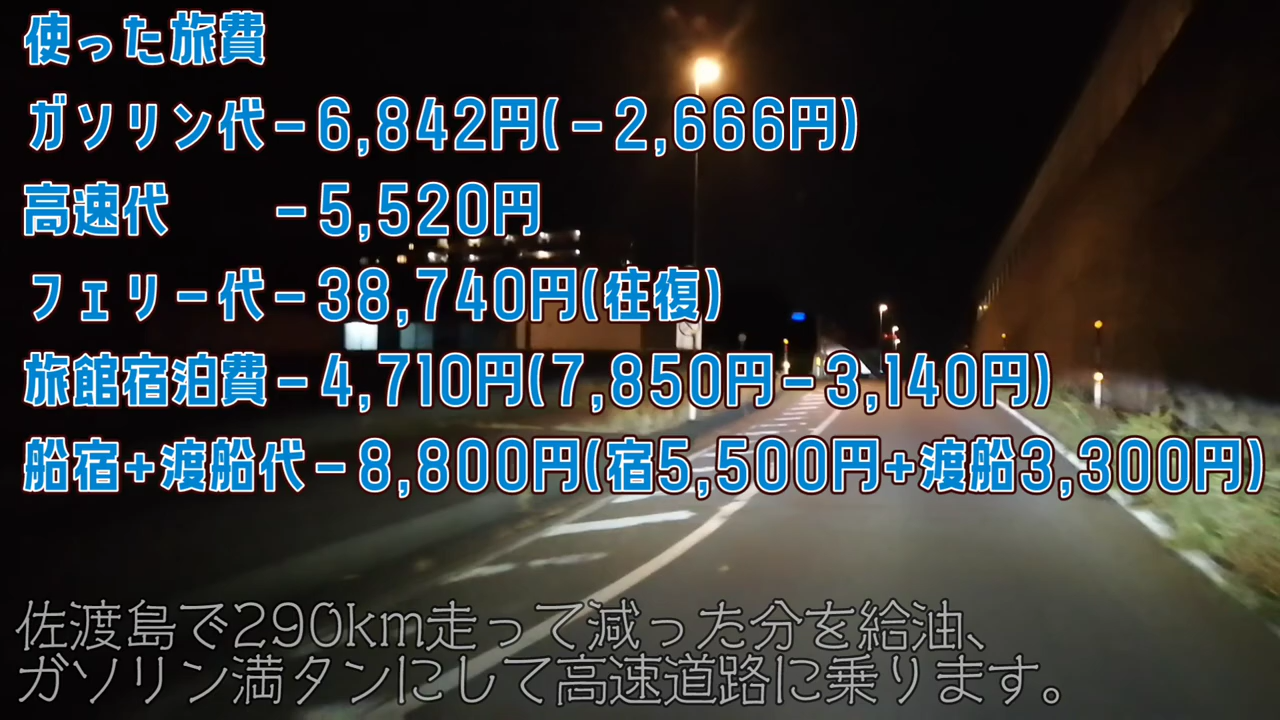 使った旅費
ガソリン代－6,842円(－2,666円)
高速代　　－5,520円
フェリー代－38,740円(往復)
旅館宿泊費－4,710円(7,850円－3,140円)
船宿+渡船代－8,800円(宿5,500円+渡船3,300円)
佐渡島で290km走って減った分を給油、
ガソリン満タンにして高速道路に乗ります。